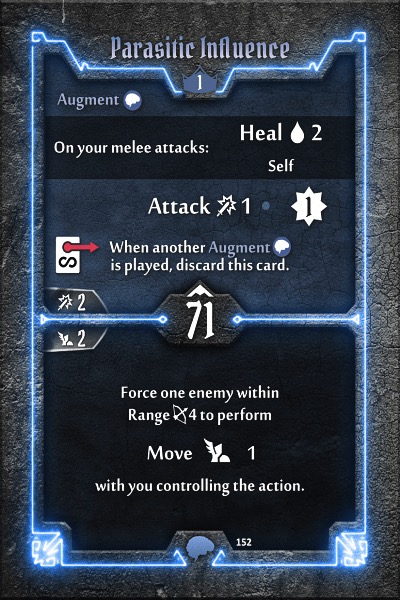 Parasitic Influence
1
Augment
On your melee attacks:
Heal 2
Self
Attack 1
1
When another Augment
is played, discard this card.
2
71
2
Force one enemy within
Range 4 to perform
Move 1
with you controlling the action.
152